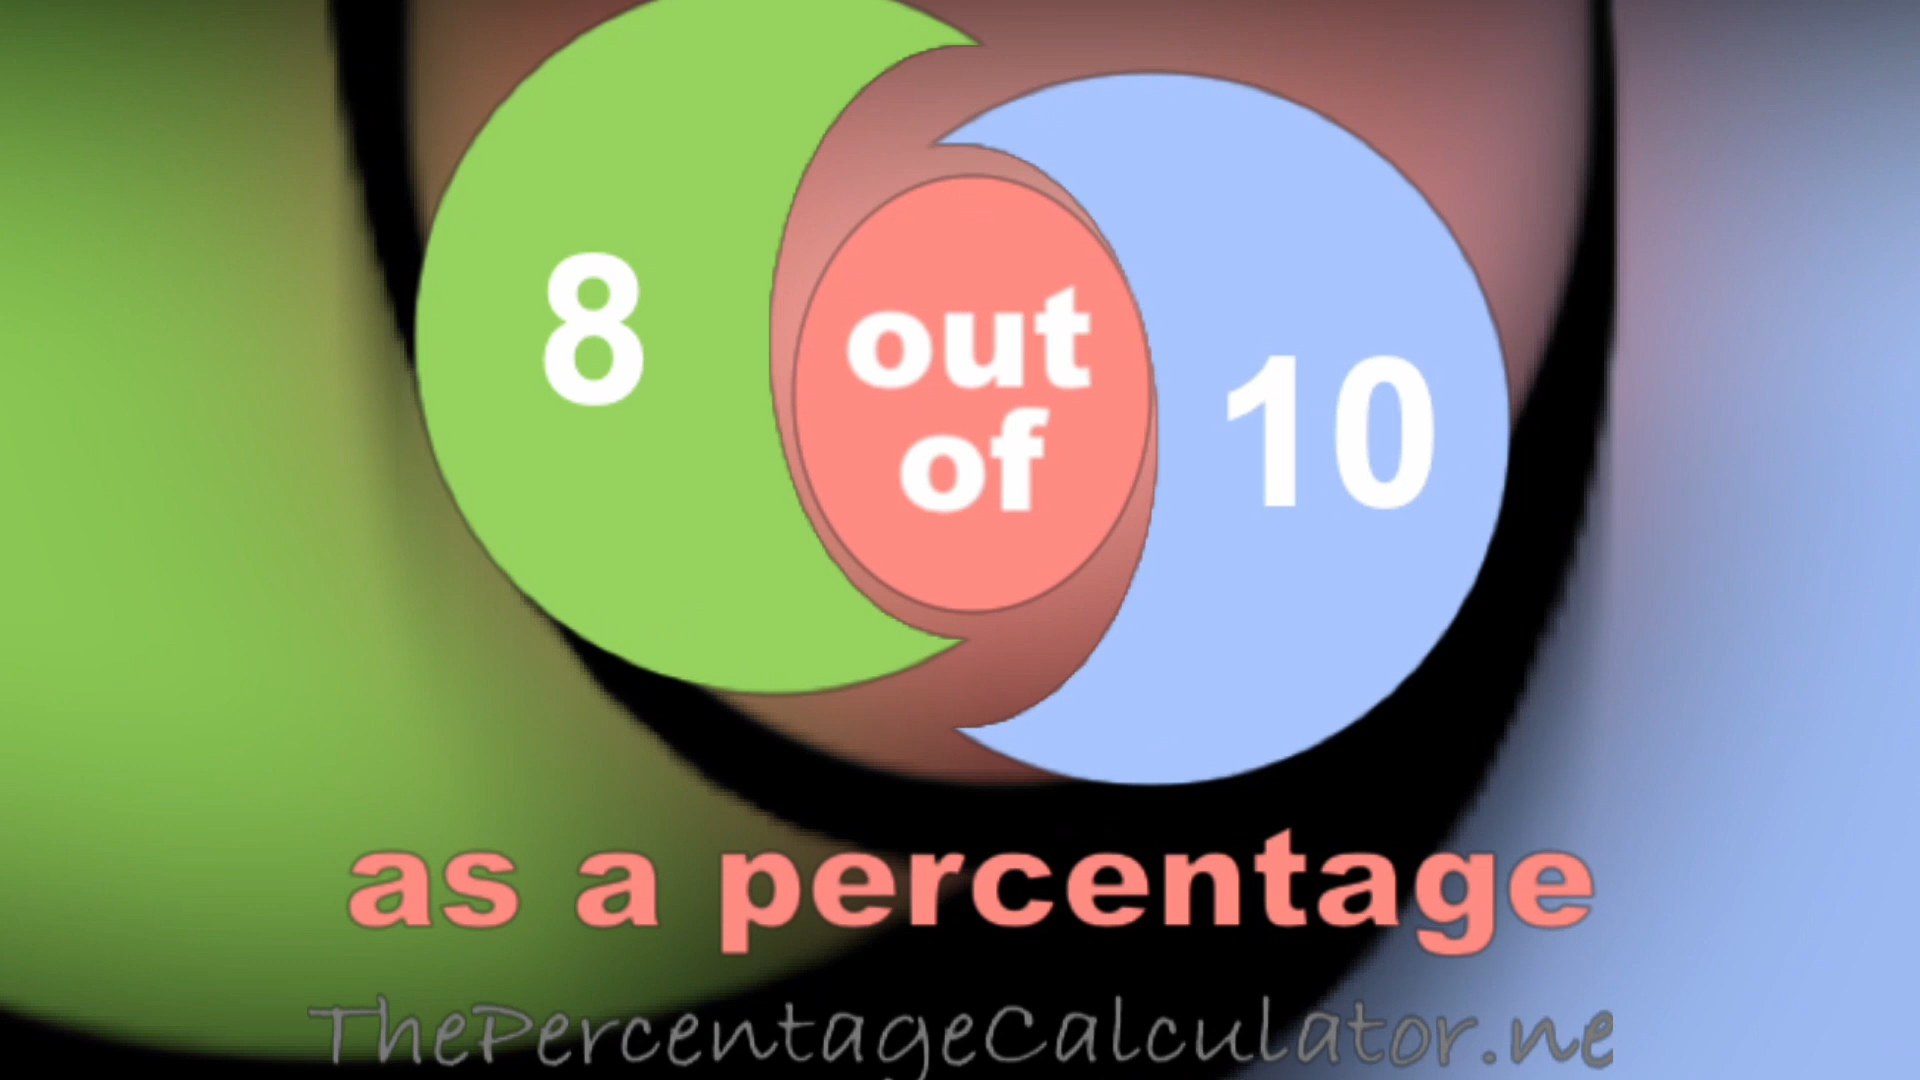 8
out
of
10
as a percentage
ThePercentageCalculator.ne